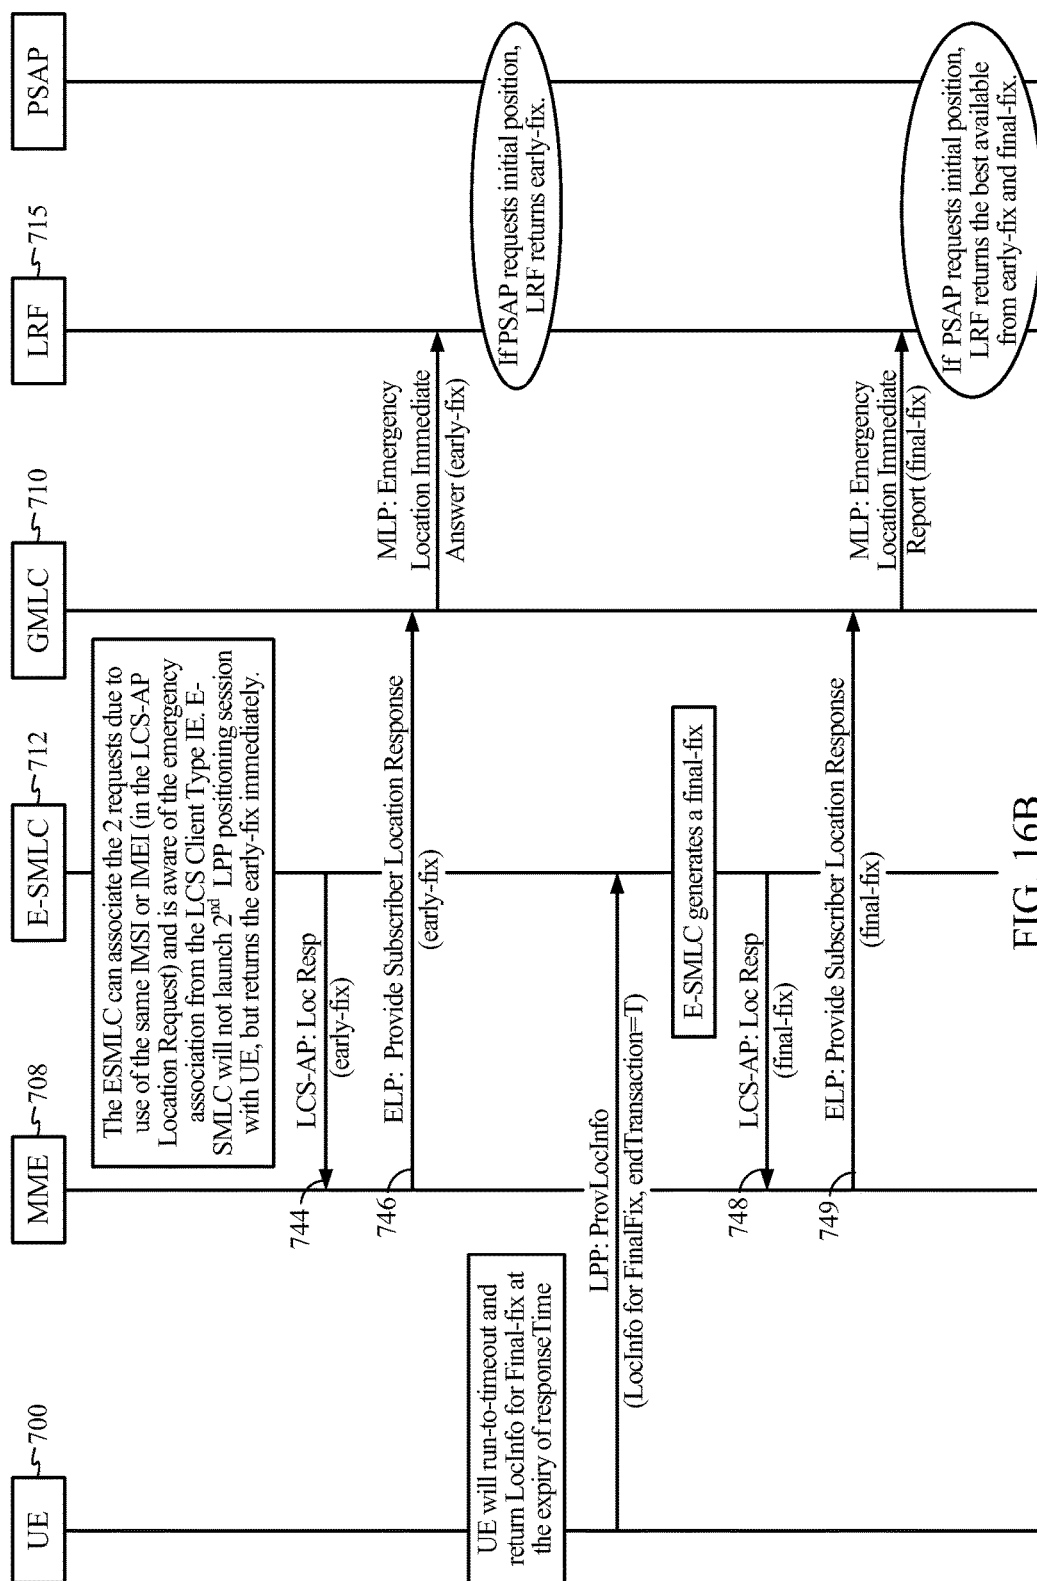 UE
700
MME
708
E-SMLC
712
GMLC
710
LRF
715
PSAP
The ESMLC can associate the 2 requests due to
use of the same IMSI or IMEI (in the LCS-AP
Location Request) and is aware of the emergency
association from the LCS Client Type IE. E-
SMLC will not launch 2nd LPP positioning session
with UE, but returns the early-fix immediately.
744
LCS-AP: Loc Resp
(early-fix)
746
ELP: Provide Subscriber Location Response
(early-fix)
MLP: Emergency
Location Immediate
Answer (early-fix)
If PSAP requests initial position,
LRF returns early-fix.
UE will run-to-timeout and
return LocInfo for Final-fix at
the expiry of responseTime
LPP: ProvLocInfo
(LocInfo for FinalFix, endTransaction=T)
E-SMLC generates a final-fix
748
LCS-AP: Loc Resp
(final-fix)
749
ELP: Provide Subscriber Location Response
(final-fix)
MLP: Emergency
Location Immediate
Report (final-fix)
If PSAP requests initial position,
LRF returns the best available
from early-fix and final-fix.
FIG. 16B